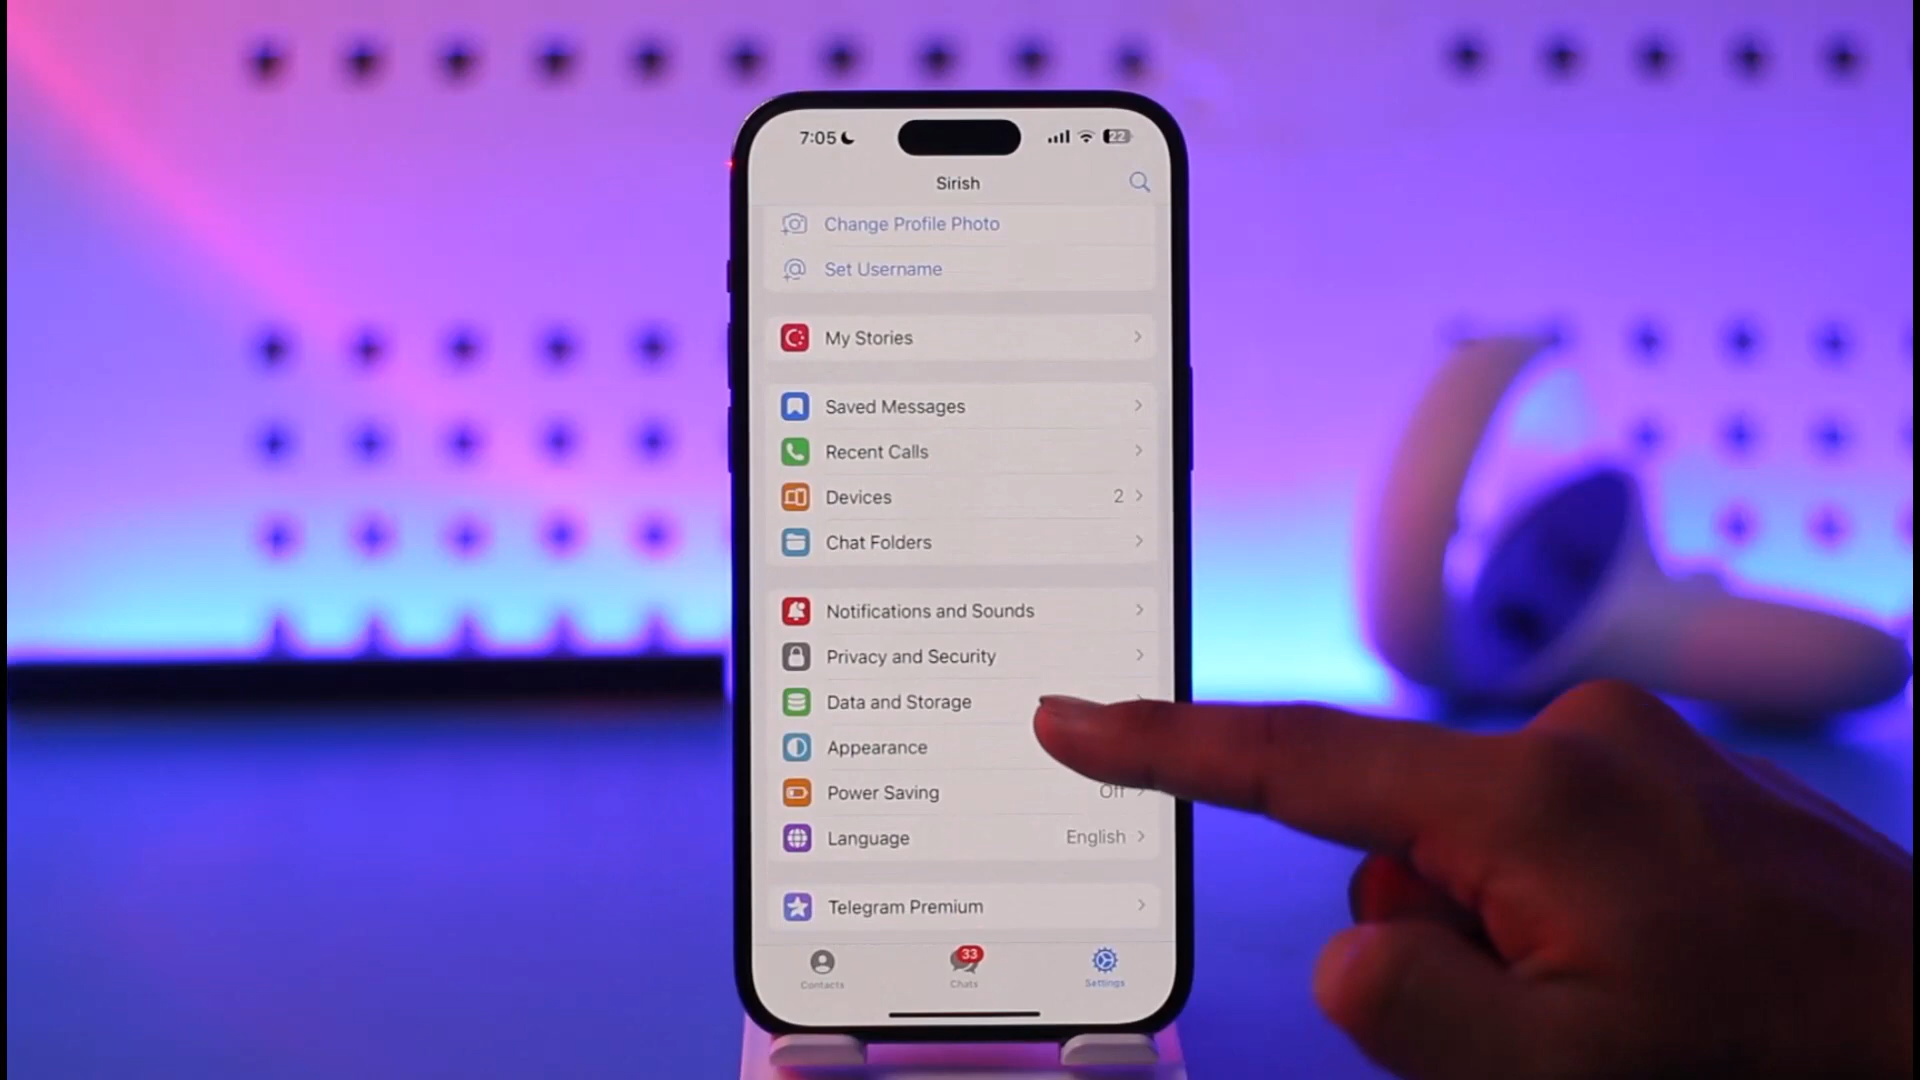 7:05
22
Sirish
Change Profile Photo
Set Username
My Stories
Saved Messages
Recent Calls
Devices 2
Chat Folders
Notifications and Sounds
Privacy and Security
Data and Storage
Appearance
Power Saving Off
Language English
Telegram Premium
33
Contacts Chats Settings